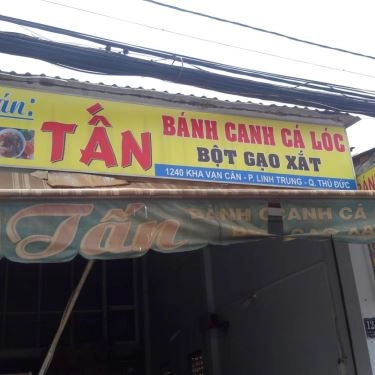 TẤN
BÁNH CANH CÁ LÓC
BỘT GẠO XẮT
1240 KHA VẠN CÂN - P. LINH TRUNG - Q. THỦ ĐỨC
Tấn
BÁNH CANH CÁ